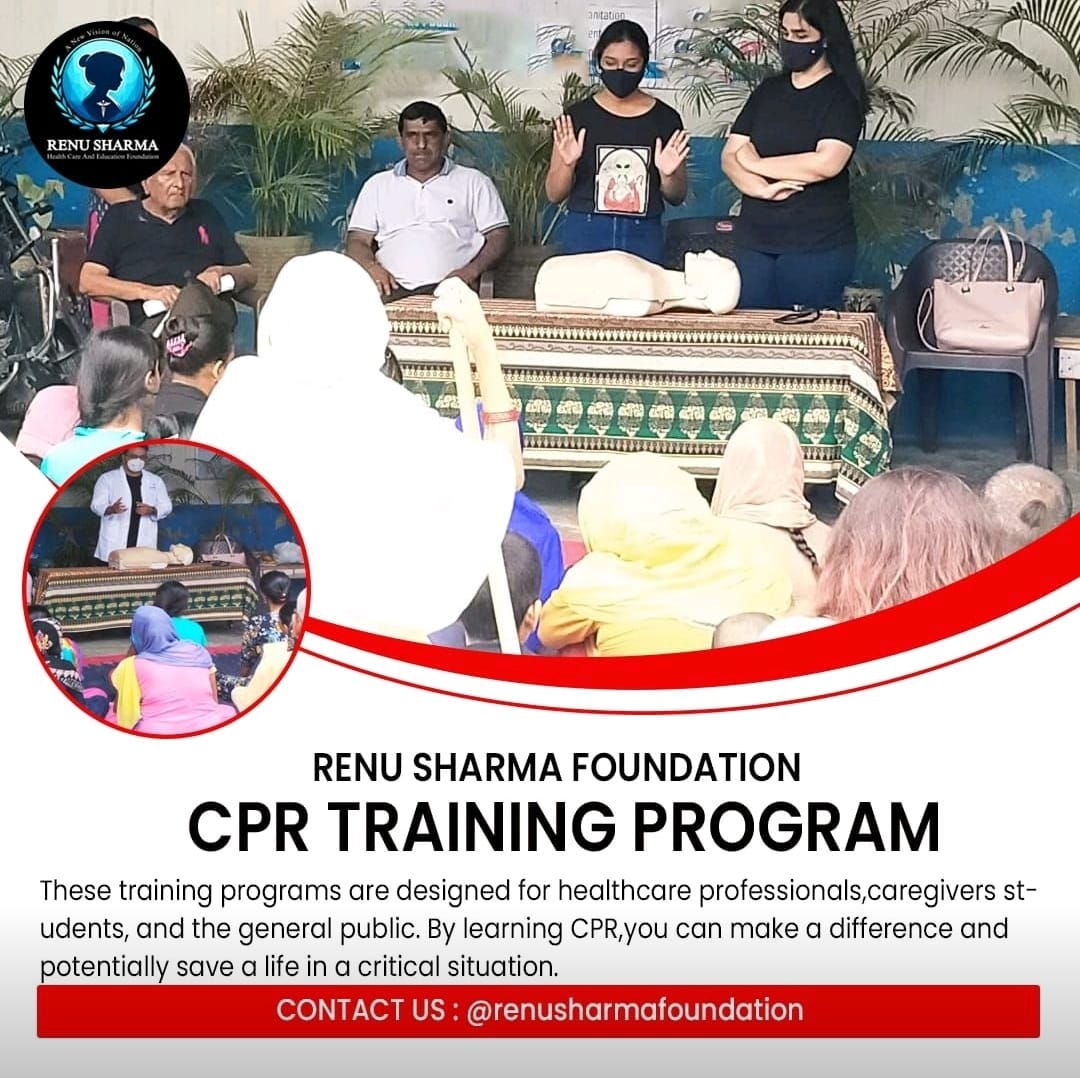 A New Vision of Nation
RENU SHARMA
Health Care And Education Foundation
anitation
RENU SHARMA FOUNDATION
CPR TRAINING PROGRAM
These training programs are designed for healthcare professionals,caregivers st-
udents, and the general public. By learning CPR,you can make a difference and
potentially save a life in a critical situation.
CONTACT US : @renusharmafoundation